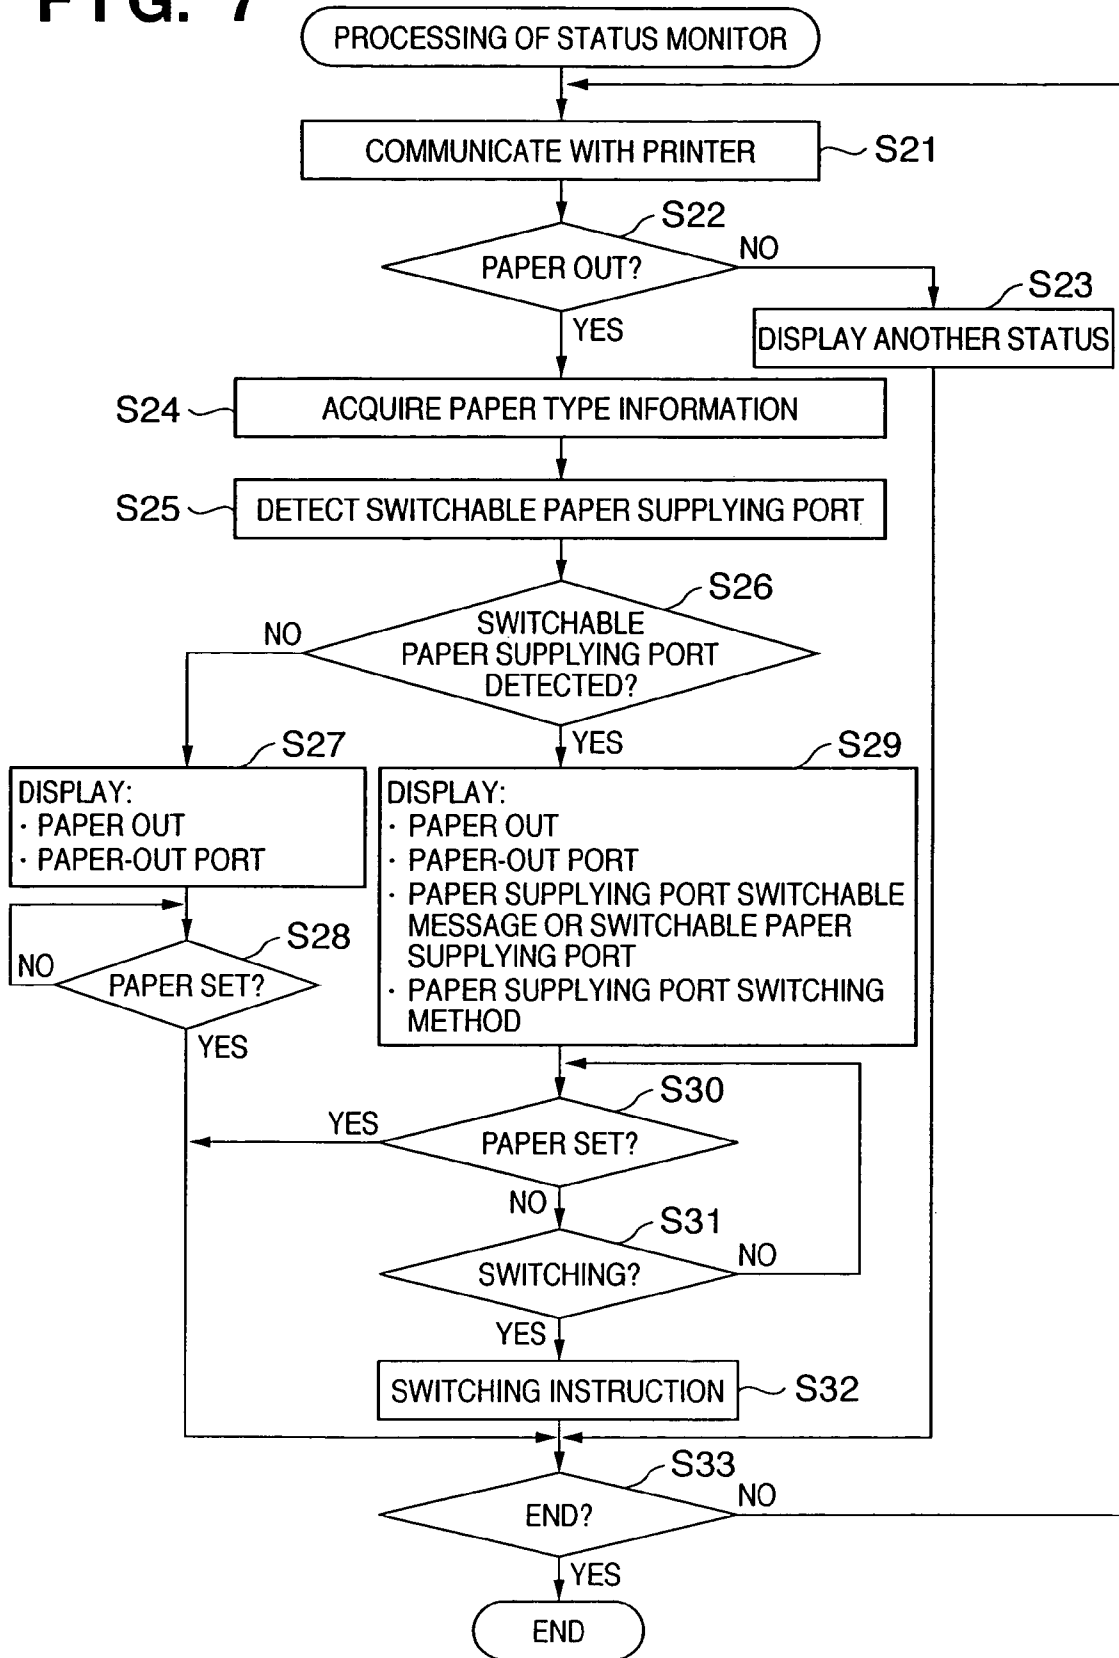 FIG. 7
PROCESSING OF STATUS MONITOR
COMMUNICATE WITH PRINTER
S21
S22
PAPER OUT?
NO
YES
S23
DISPLAY ANOTHER STATUS
S24
ACQUIRE PAPER TYPE INFORMATION
S25
DETECT SWITCHABLE PAPER SUPPLYING PORT
S26
SWITCHABLE
PAPER SUPPLYING PORT
DETECTED?
NO
YES
S27
DISPLAY:
· PAPER OUT
· PAPER-OUT PORT
S28
PAPER SET?
NO
YES
S29
DISPLAY:
· PAPER OUT
· PAPER-OUT PORT
· PAPER SUPPLYING PORT SWITCHABLE
MESSAGE OR SWITCHABLE PAPER
SUPPLYING PORT
· PAPER SUPPLYING PORT SWITCHING
METHOD
S30
YES
PAPER SET?
NO
S31
SWITCHING?
NO
YES
SWITCHING INSTRUCTION
S32
S33
END?
NO
YES
END